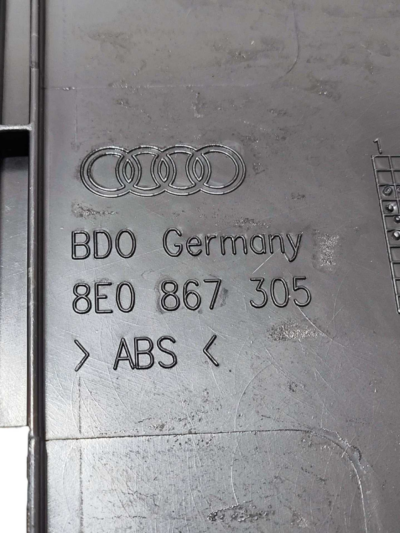 BDO Germany
8E0 867 305
> ABS <